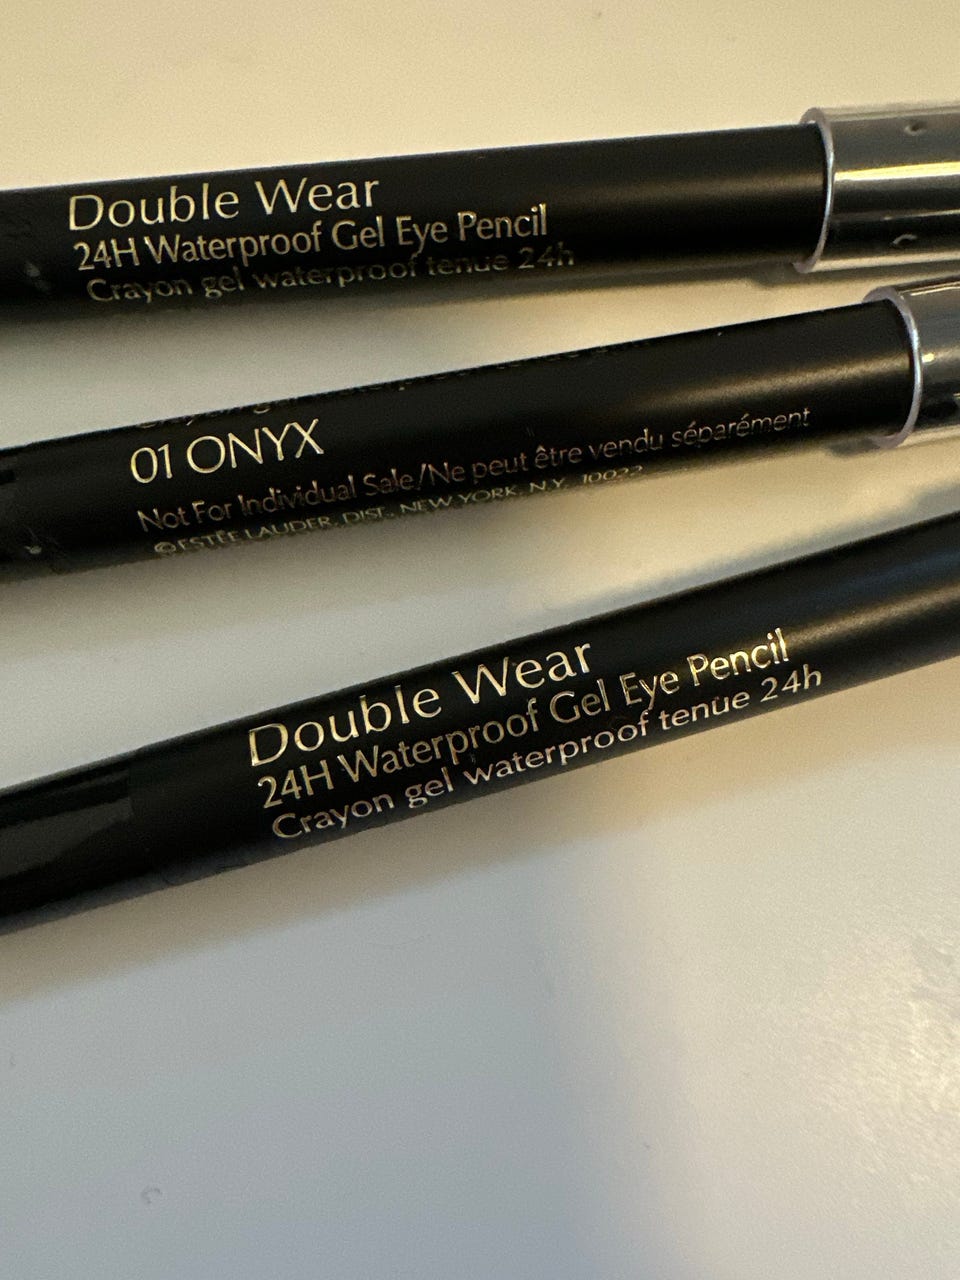 Double Wear
24H Waterproof Gel Eye Pencil
Crayon gel waterproof tenue 24h
01 ONYX
Not For Individual Sale/Ne peut être vendu séparément
©ESTĒE LAUDER, DIST., NEW YORK, N.Y. 10022
Double Wear
24H Waterproof Gel Eye Pencil
Crayon gel waterproof tenue 24h